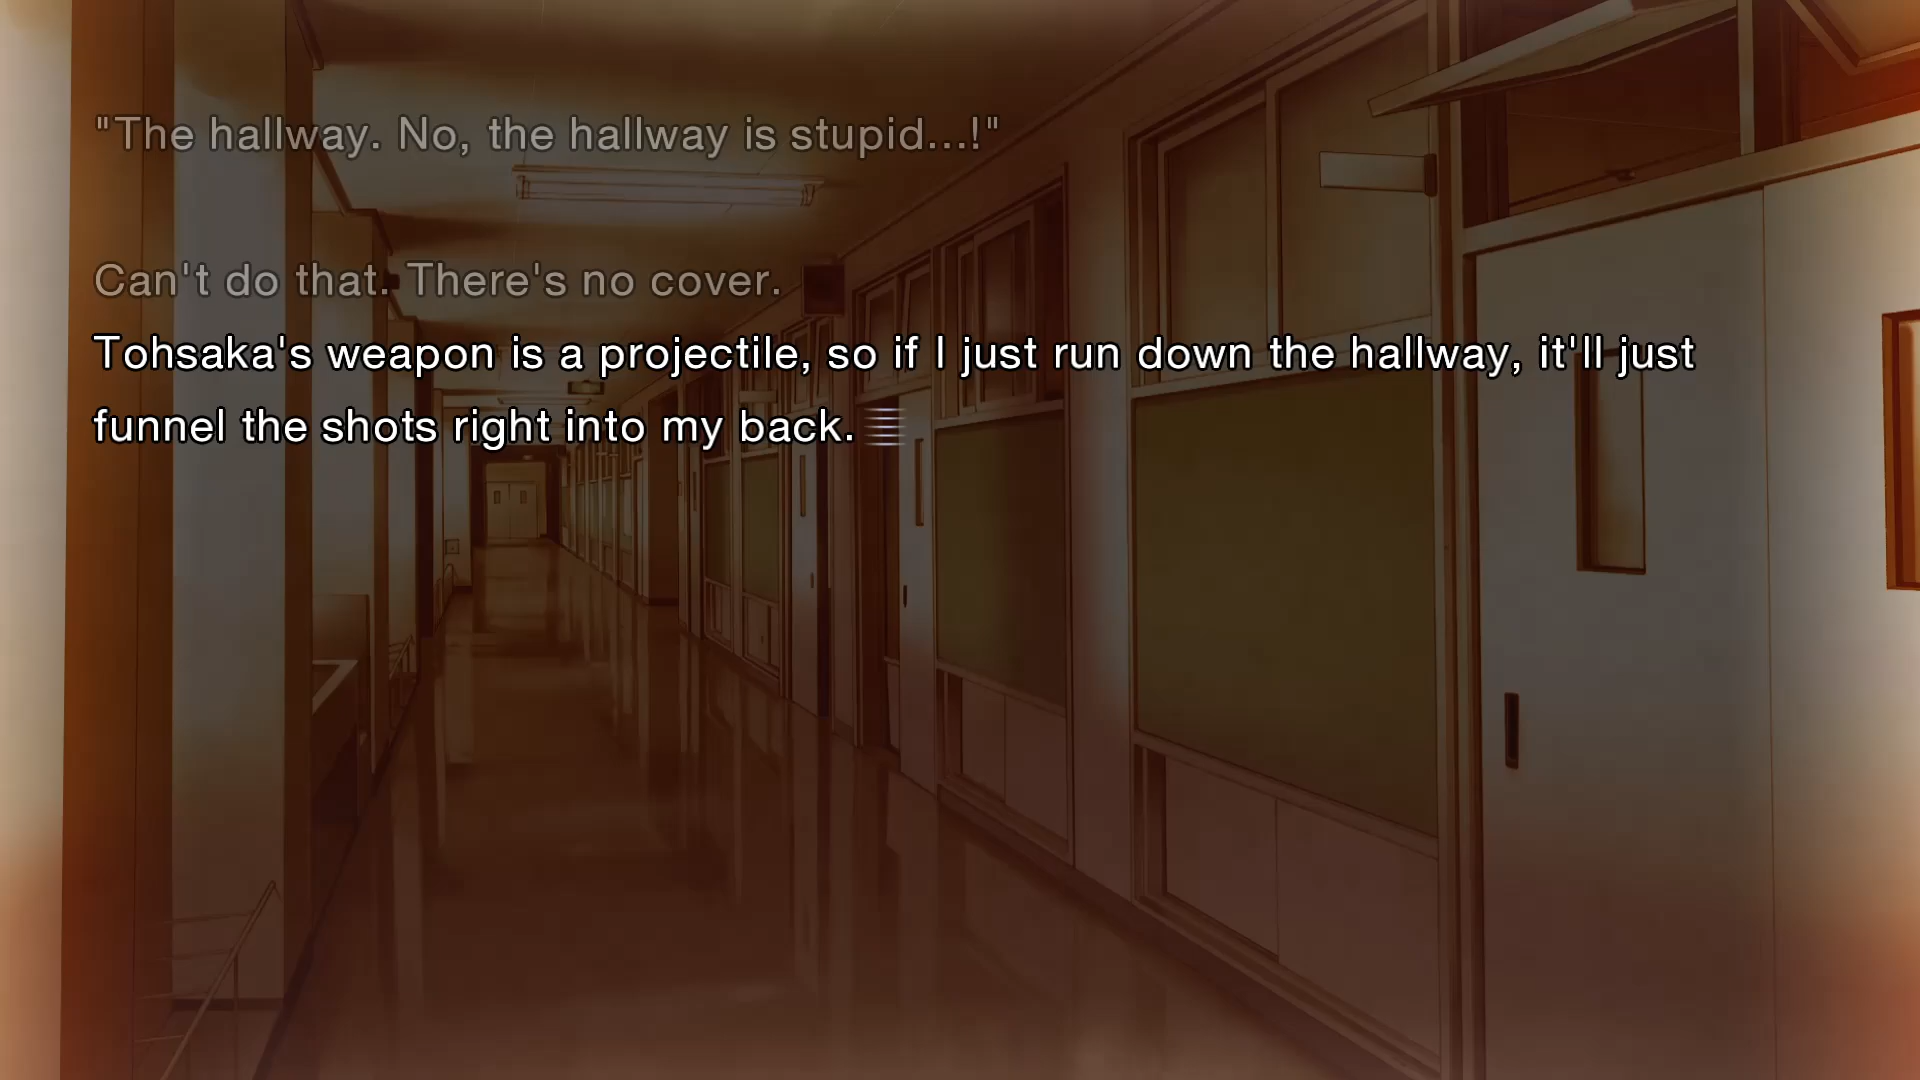 "The hallway. No, the hallway is stupid...!"
Can't do that. There's no cover.
Tohsaka's weapon is a projectile, so if I just run down the hallway, it'll just
funnel the shots right into my back.